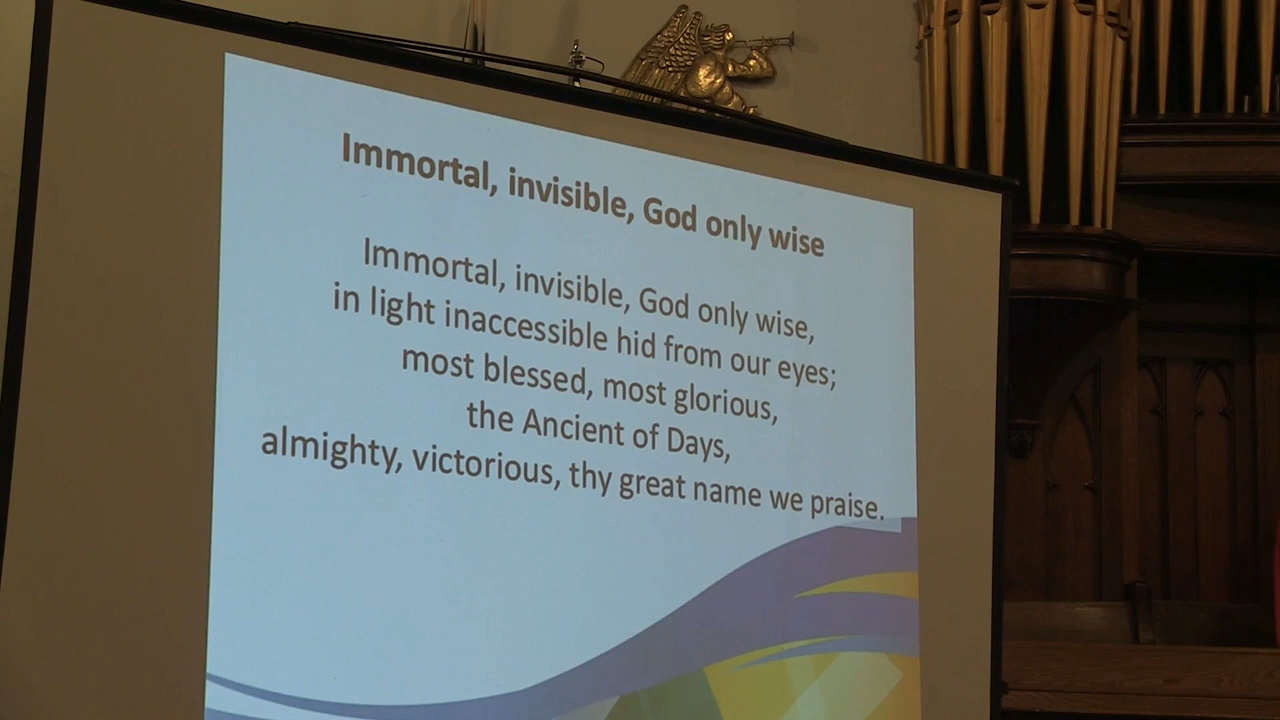 Immortal, invisible, God only wise
Immortal, invisible, God only wise,
in light inaccessible hid from our eyes;
most blessed, most glorious,
the Ancient of Days,
almighty, victorious, thy great name we praise.